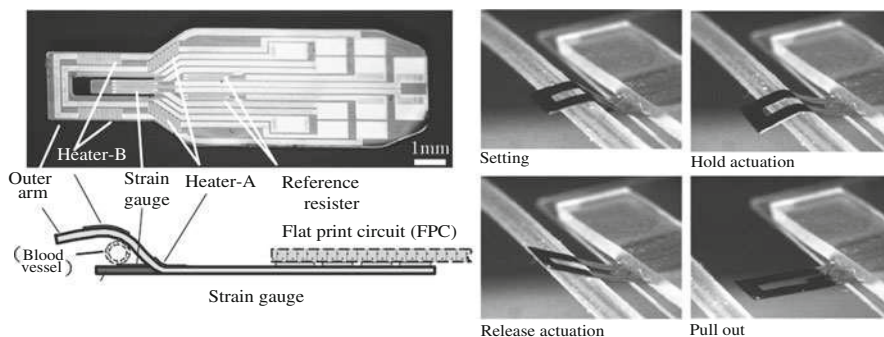 1mm
Heater-B
Outer
arm
Strain
gauge
Heater-A
Reference
resister
Flat print circuit (FPC)
(Blood
vessel)
Strain gauge
Setting
Hold actuation
Release actuation
Pull out